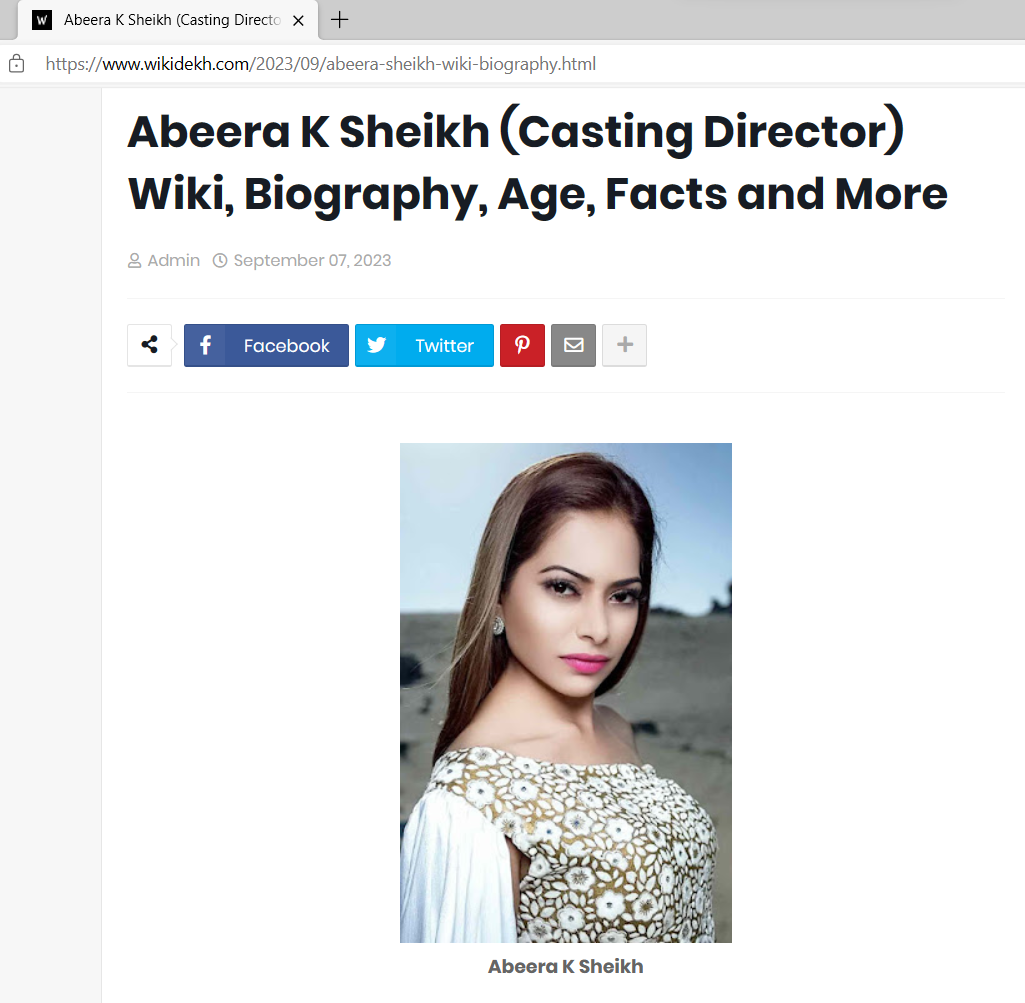 Abeera K Sheikh (Casting Directo
https://www.wikidekh.com/2023/09/abeera-sheikh-wiki-biography.html
Abeera K Sheikh (Casting Director)
Wiki, Biography, Age, Facts and More
Admin September 07, 2023
Facebook Twitter
Abeera K Sheikh